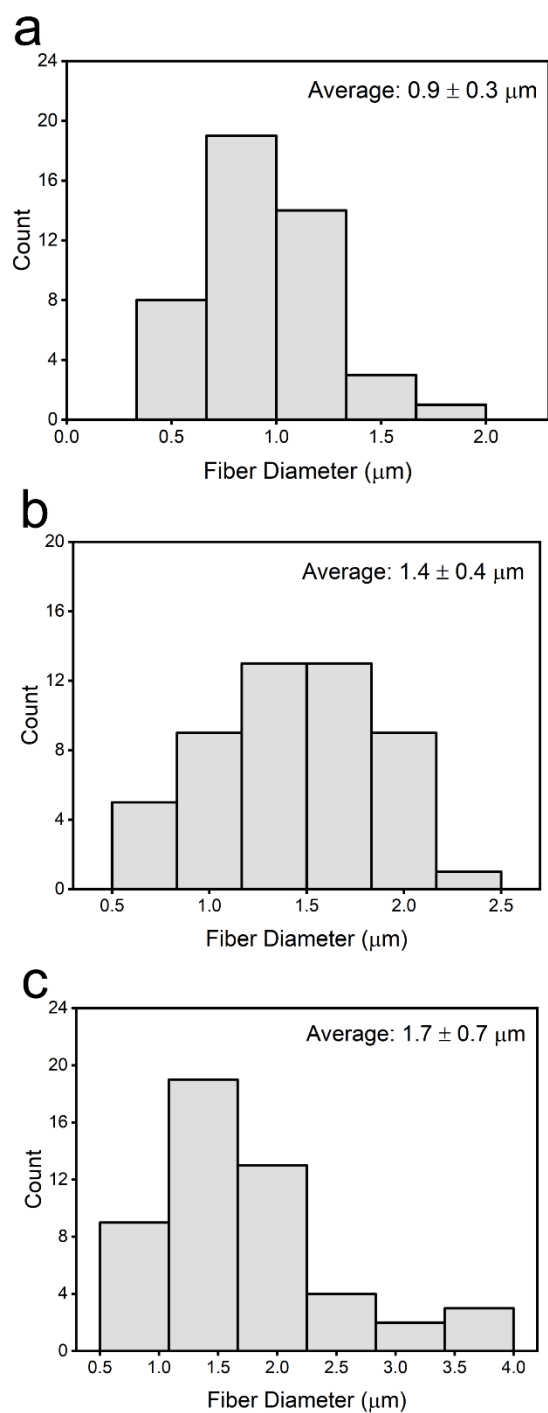 a
24
Average: 0.9 ± 0.3 μm
20
16
12
8
4
0
Count
0.0 0.5 1.0 1.5 2.0
Fiber Diameter (μm)
b
20
Average: 1.4 ± 0.4 μm
16
12
8
4
0
Count
0.5 1.0 1.5 2.0 2.5
Fiber Diameter (μm)
c
24
Average: 1.7 ± 0.7 μm
20
16
12
8
4
0
Count
0.5 1.0 1.5 2.0 2.5 3.0 3.5 4.0
Fiber Diameter (μm)